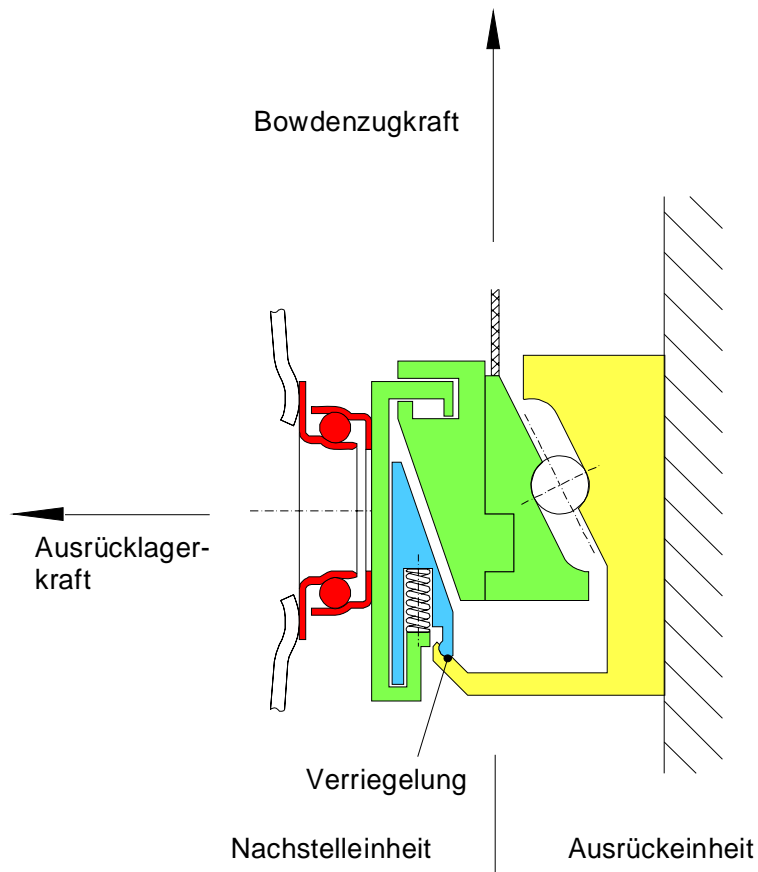 Bowdenzugkraft
Ausrücklager-
kraft
Verriegelung
Nachstelleinheit
Ausrückeinheit